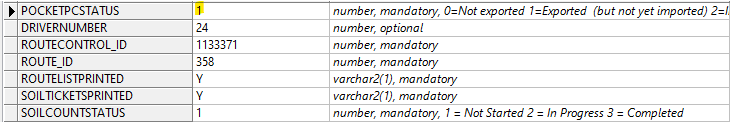 POCKETPCSTATUS 1 number, mandatory, 0=Not exported 1=Exported (but not yet imported) 2=I
DRIVERNUMBER 24 number, optional
ROUTECONTROL_ID 1133371 number, mandatory
ROUTE_ID 358 number, mandatory
ROUTELISTPRINTED Y varchar2(1), mandatory
SOILTICKETSPRINTED Y varchar2(1), mandatory
SOILCOUNTSTATUS 1 number, mandatory, 1 = Not Started 2 = In Progress 3 = Completed